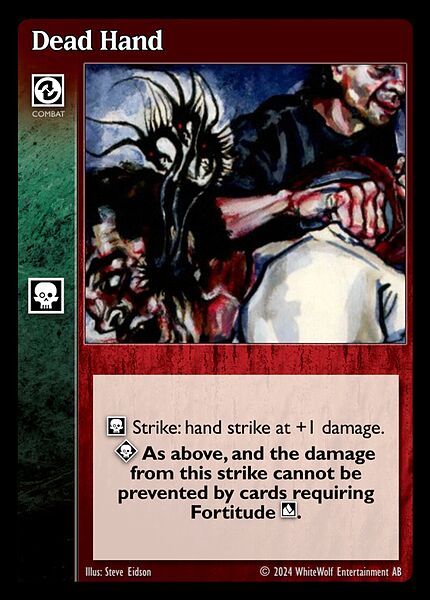 Dead Hand
COMBAT
Strike: hand strike at +1 damage.
As above, and the damage
from this strike cannot be
prevented by cards requiring
Fortitude .
Illus: Steve Eidson © 2024 WhiteWolf Entertainment AB